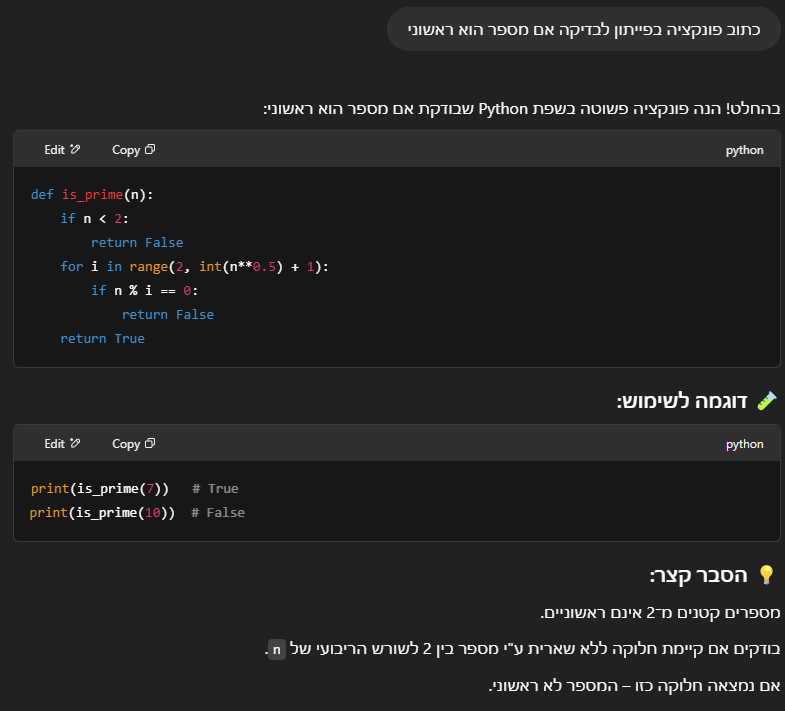 כתוב פונקציה בפייתון לבדיקה אם מספר הוא ראשוני
בהחלט! הנה פונקציה פשוטה בשפת Python שבודקת אם מספר הוא ראשוני:
python Copy Edit
def is_prime(n):
    if n < 2:
        return False
    for i in range(2, int(n**0.5) + 1):
        if n % i == 0:
            return False
    return True
דוגמה לשימוש:
python Copy Edit
print(is_prime(7))   # True
print(is_prime(10))  # False
הסבר קצר:
מספרים קטנים מ־2 אינם ראשוניים.
בודקים אם קיימת חלוקה ללא שארית ע"י מספר בין 2 לשורש הריבועי של n.
אם נמצאה חלוקה כזו – המספר לא ראשוני.